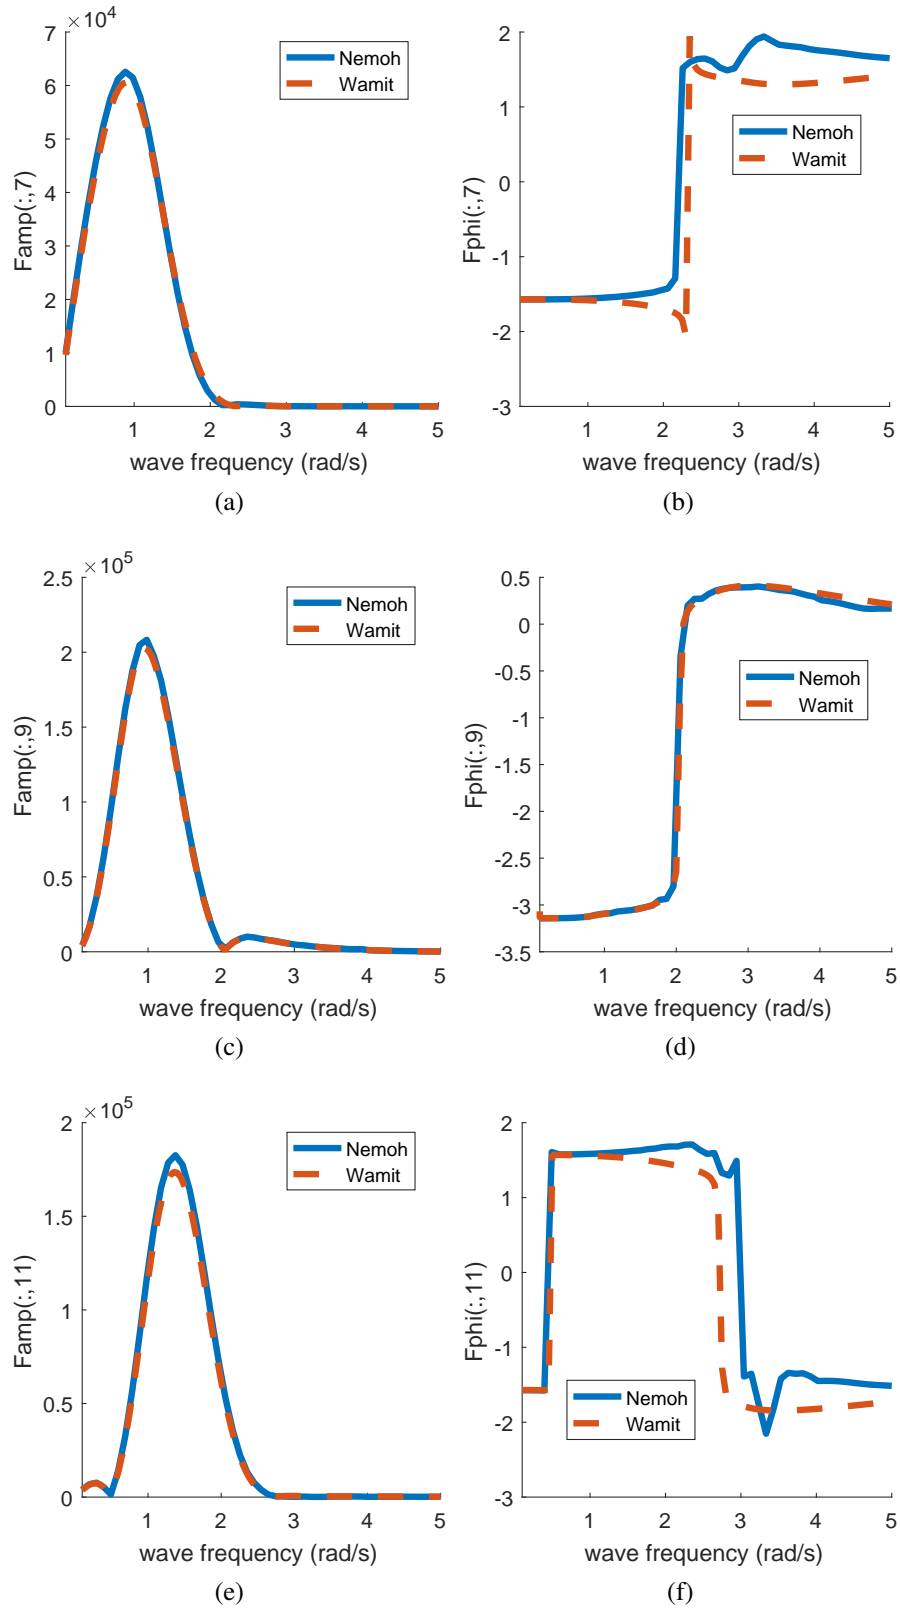 ×10⁴
7
6
5
4
3
2
1
0
1 2 3 4 5
Famp(:,7)
wave frequency (rad/s)
Nemoh
Wamit
(a)
2
1
0
-1
-2
-3
1 2 3 4 5
Fphi(:,7)
wave frequency (rad/s)
Nemoh
Wamit
(b)
×10⁵
2.5
2
1.5
1
0.5
0
1 2 3 4 5
Famp(:,9)
wave frequency (rad/s)
Nemoh
Wamit
(c)
0.5
0
-0.5
-1
-1.5
-2
-2.5
-3
-3.5
1 2 3 4 5
Fphi(:,9)
wave frequency (rad/s)
Nemoh
Wamit
(d)
×10⁵
2
1.5
1
0.5
0
1 2 3 4 5
Famp(:,11)
wave frequency (rad/s)
Nemoh
Wamit
(e)
2
1
0
-1
-2
-3
1 2 3 4 5
Fphi(:,11)
wave frequency (rad/s)
Nemoh
Wamit
(f)